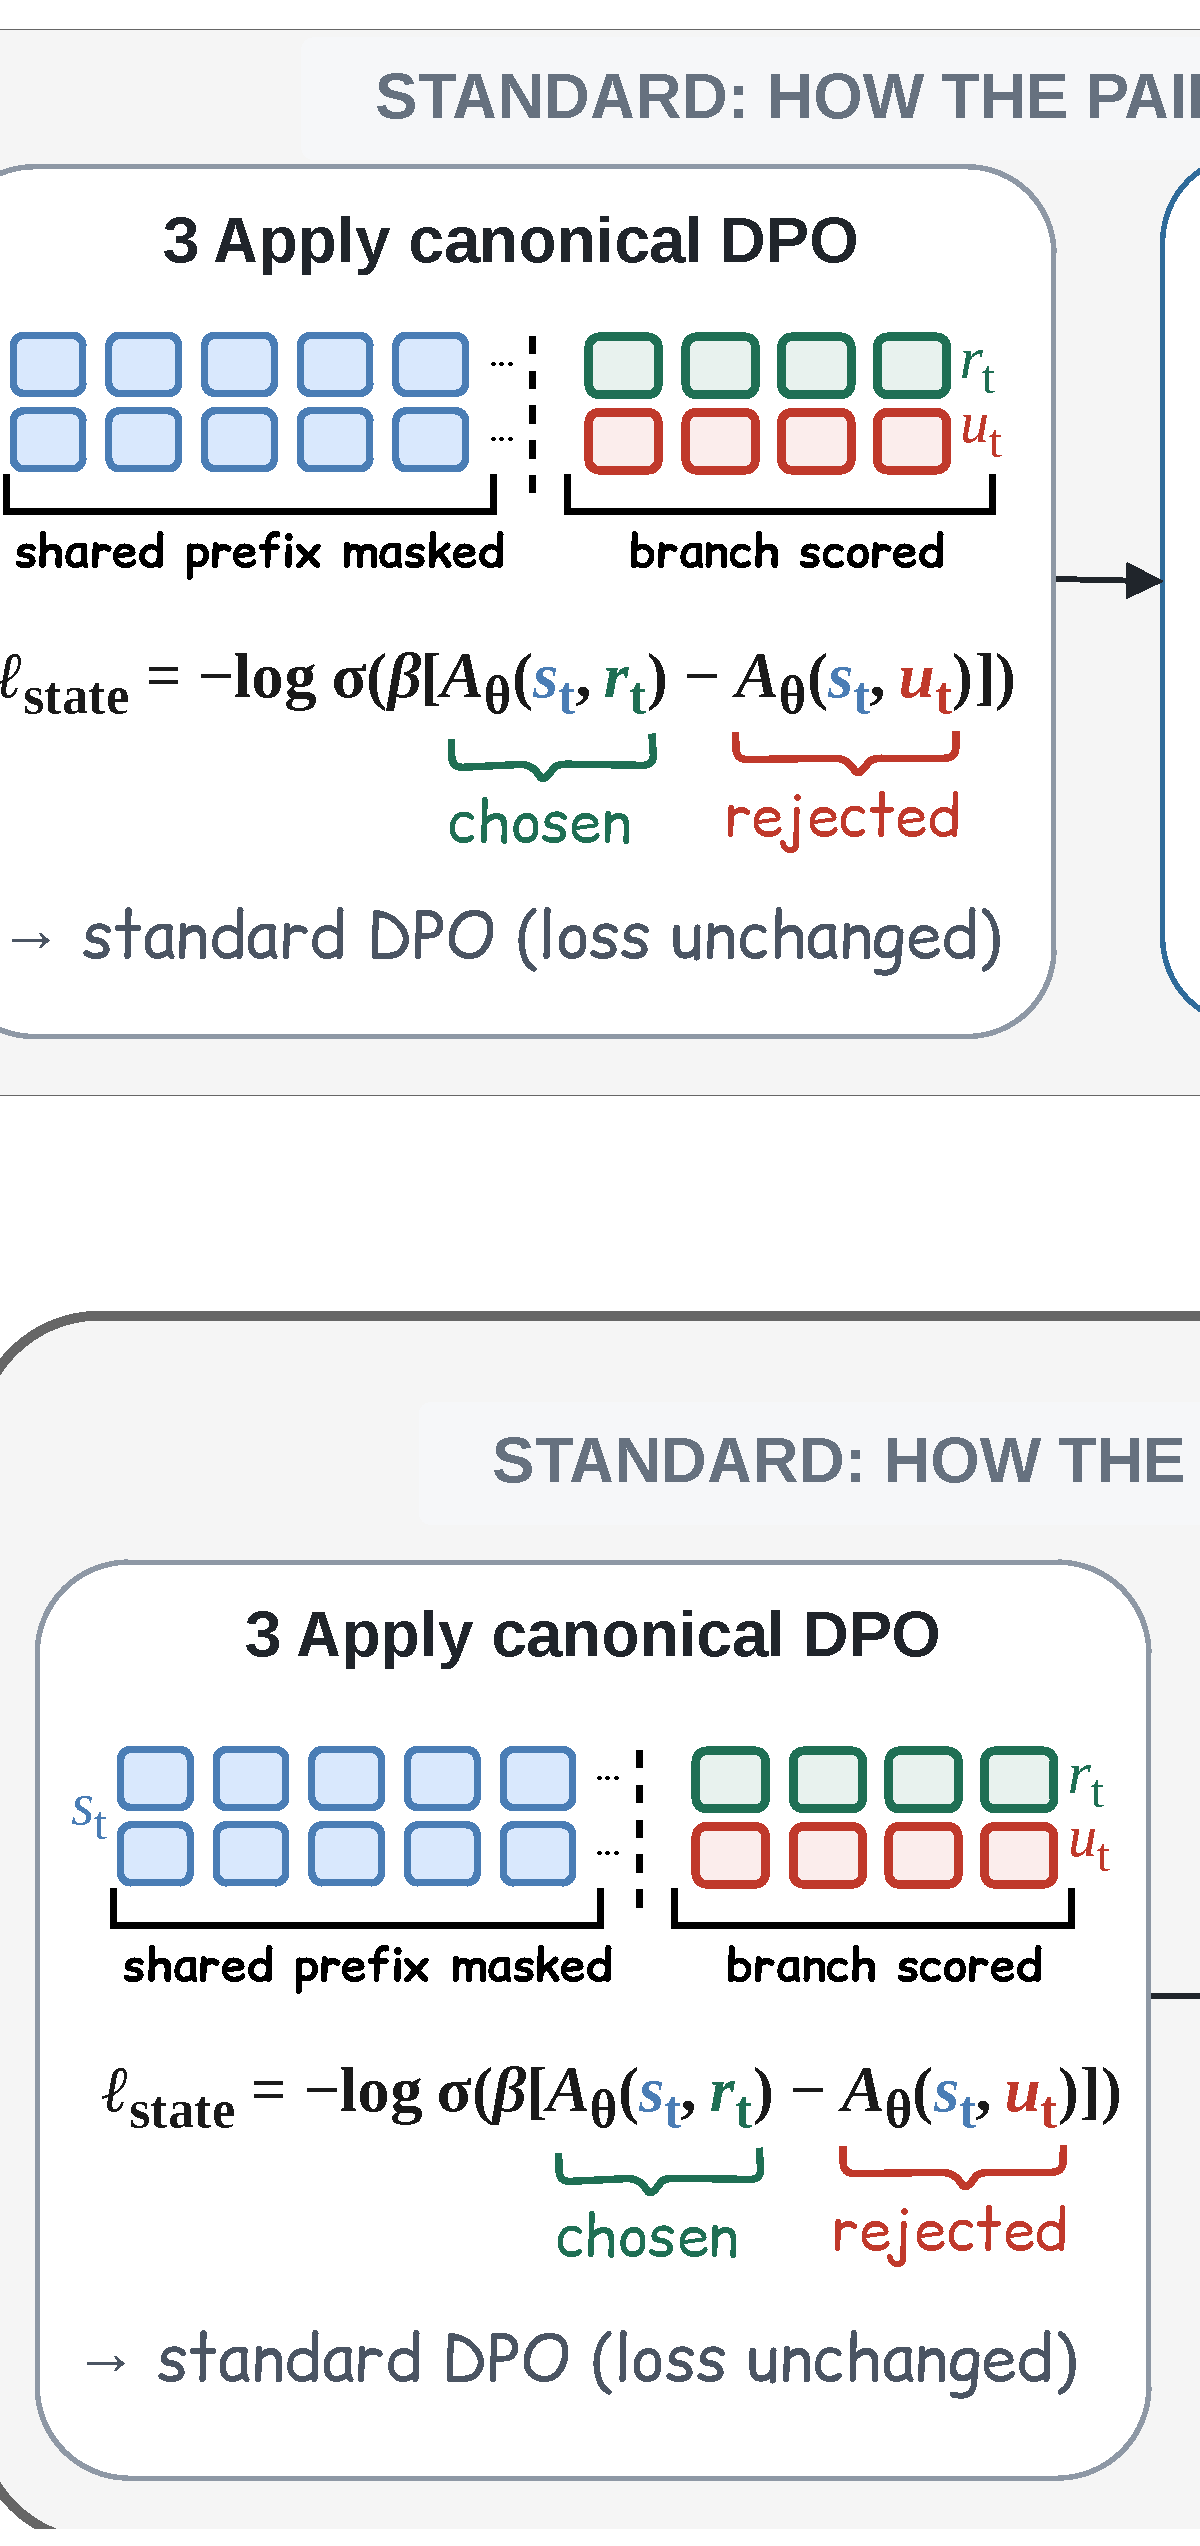 STANDARD: HOW THE PAI
3 Apply canonical DPO
... r_t
... u_t
shared prefix masked branch scored
ℓ_state = −log σ(β[A_θ(s_t, r_t) − A_θ(s_t, u_t)])
chosen rejected
→ standard DPO (loss unchanged)
STANDARD: HOW THE
3 Apply canonical DPO
s_t ... r_t
... u_t
shared prefix masked branch scored
ℓ_state = −log σ(β[A_θ(s_t, r_t) − A_θ(s_t, u_t)])
chosen rejected
→ standard DPO (loss unchanged)